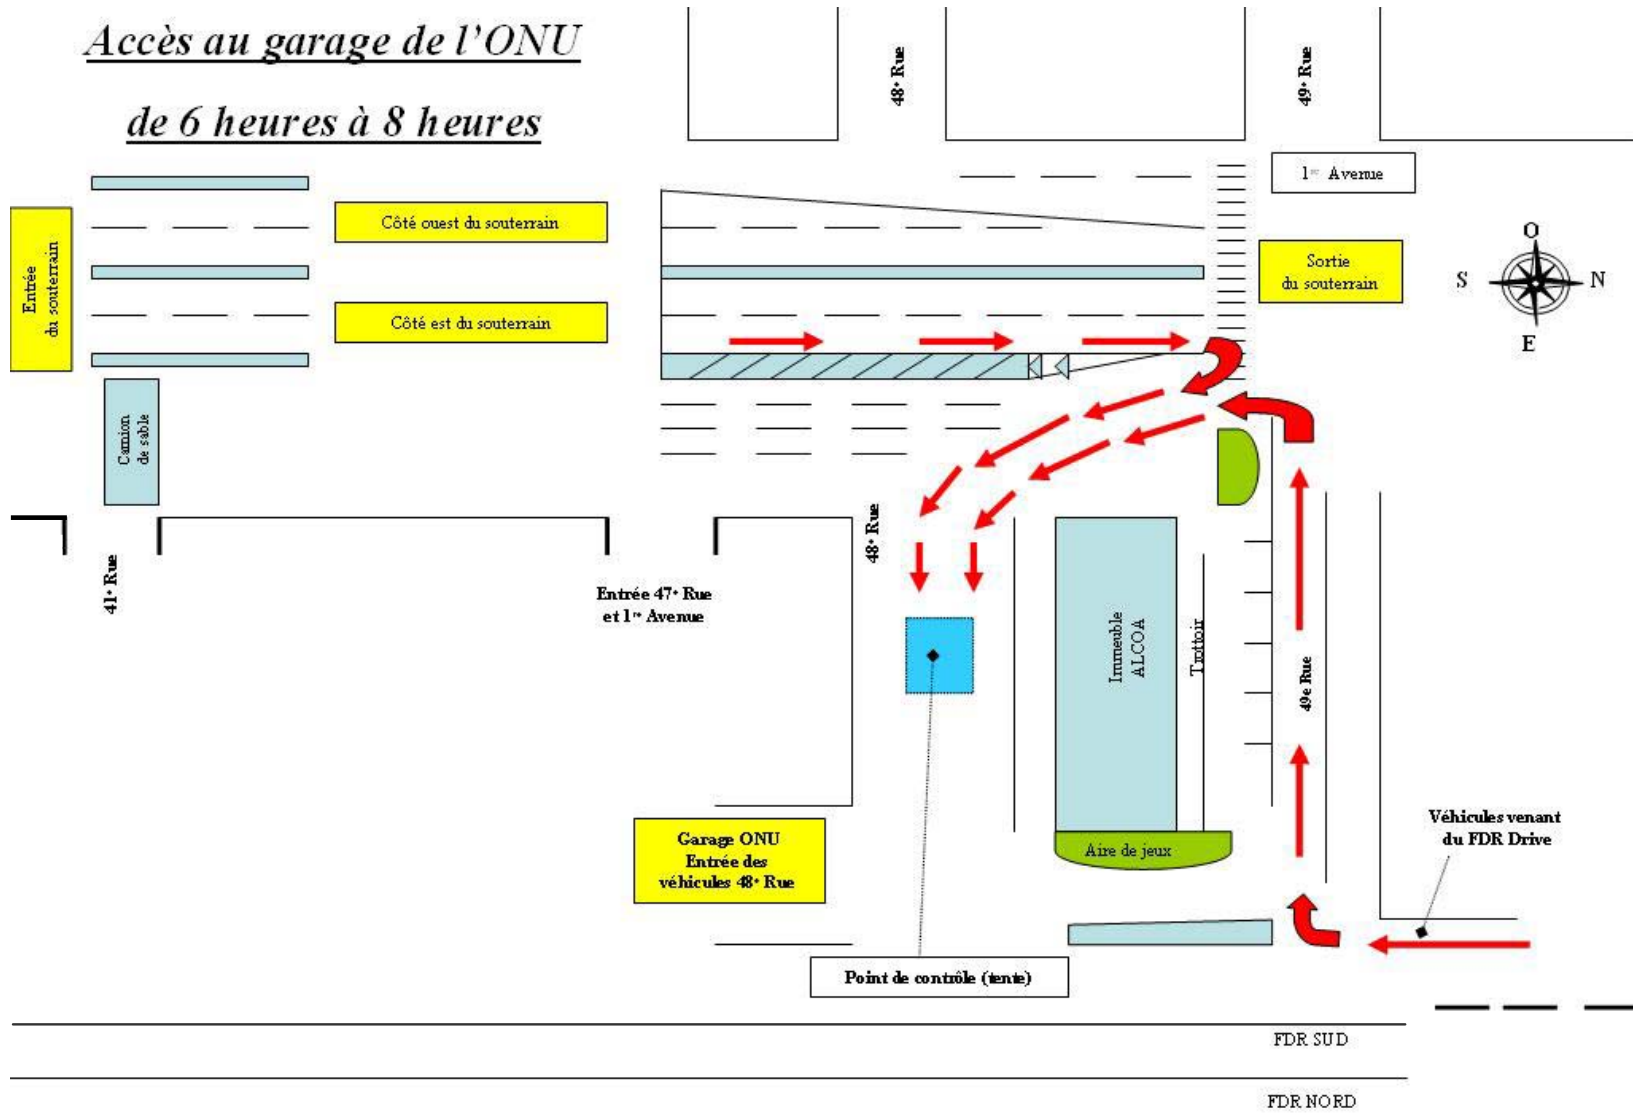 Accès au garage de l'ONU
de 6 heures à 8 heures
48ᵉ Rue
49ᵉ Rue
1ʳᵉ Avenue
Entrée
du souterrain
Côté ouest du souterrain
Côté est du souterrain
Sortie
du souterrain
O
S
N
E
Camion
de sable
41ᵉ Rue
Entrée 47ᵉ Rue
et 1ʳᵉ Avenue
48ᵉ Rue
Immeuble
ALCOA
Trottoir
49e Rue
Garage ONU
Entrée des
véhicules 48ᵉ Rue
Aire de jeux
Véhicules venant
du FDR Drive
Point de contrôle (tente)
FDR SUD
FDR NORD